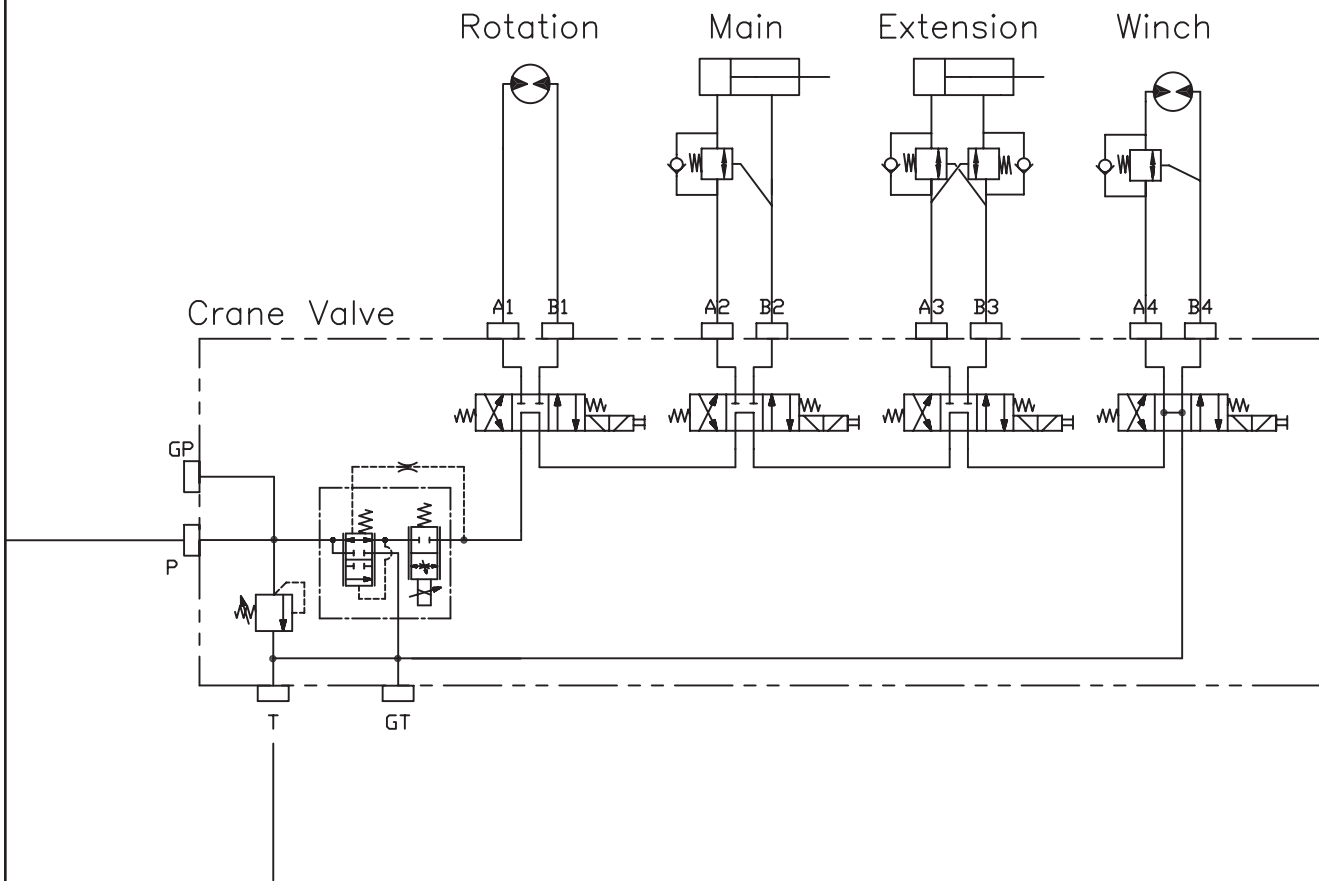 Rotation Main Extension Winch
Crane Valve
A1 B1 A2 B2 A3 B3 A4 B4
GP
P
T GT